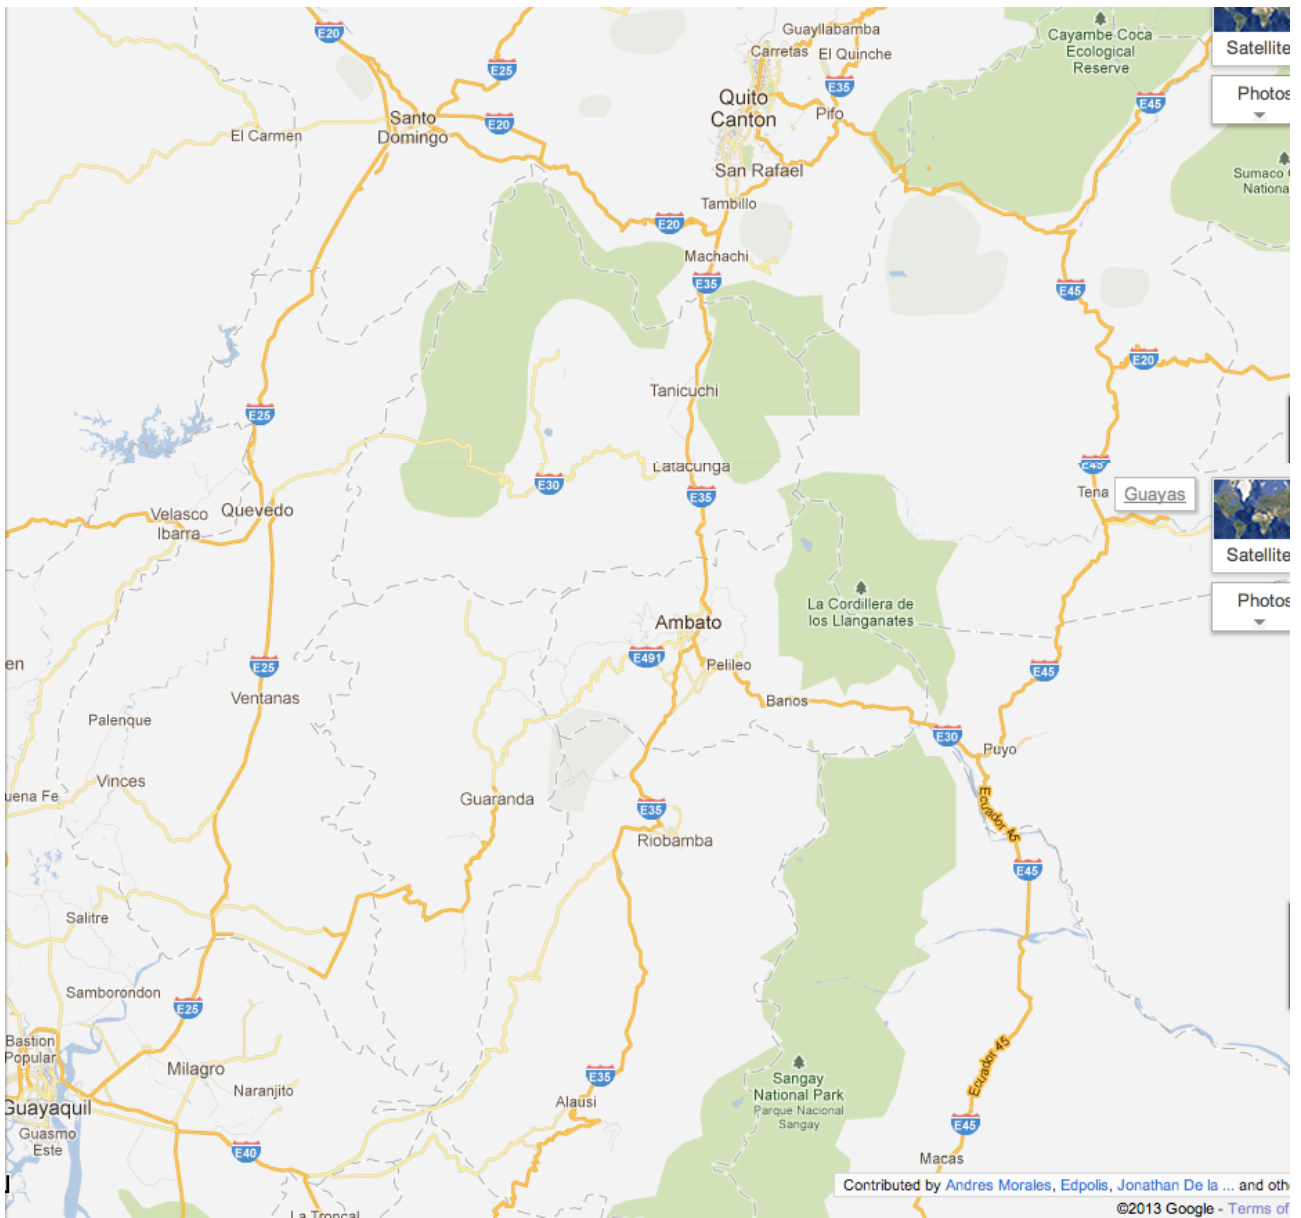 E20
Guayllabamba
Cayambe Coca
Ecological
Reserve
Carretas
El Quinche
Satellite
E25
E35
Quito
Canton
Photos
E45
Pifo
Santo
Domingo
E20
El Carmen
San Rafael
Sumaco
Nationa
Tambillo
E20
Machachi
E35
E45
E20
Tanicuchi
E25
Latacunga
E45
E30
E35
Tena
Guayas
Velasco
Ibarra
Quevedo
Satellite
La Cordillera de
los Llanganates
Photos
Ambato
E491
Pelileo
en
E25
E45
Ventanas
Banos
Palenque
E30
Puyo
Vinces
uena Fe
Guaranda
E35
Ecuador 45
Riobamba
E45
Salitre
Samborondon
E25
Bastion
Popular
Ecuador 45
Milagro
Naranjito
E35
Sangay
National Park
Parque Nacional
Sangay
Guayaquil
Alausi
Guasmo
Este
E40
E45
Macas
Contributed by Andres Morales, Edpolis, Jonathan De la ... and oth
©2013 Google - Terms of
La Troncal